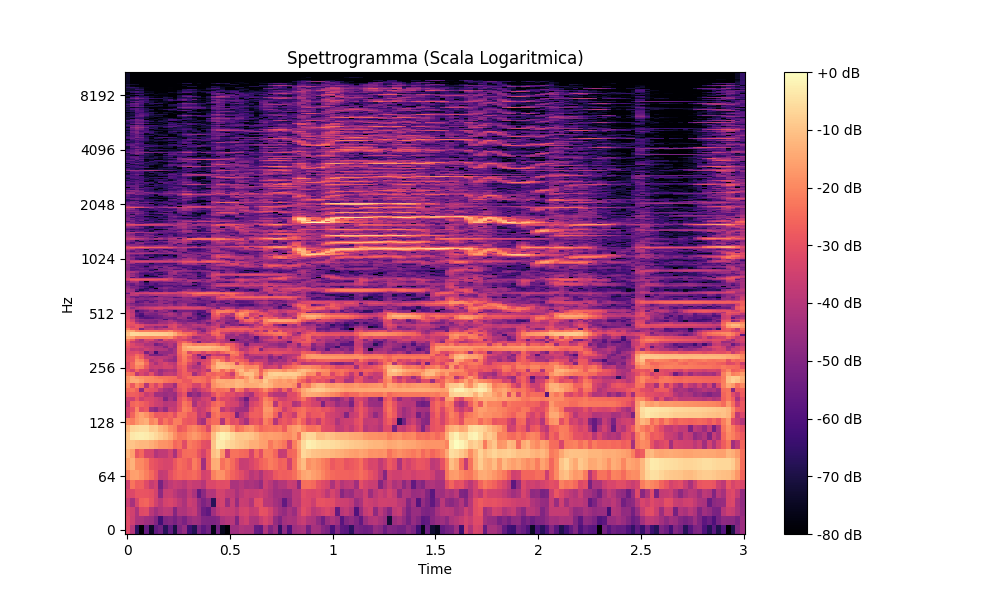 Spettrogramma (Scala Logaritmica)
Hz
8192
4096
2048
1024
512
256
128
64
0
0 0.5 1 1.5 2 2.5 3
Time
+0 dB
-10 dB
-20 dB
-30 dB
-40 dB
-50 dB
-60 dB
-70 dB
-80 dB